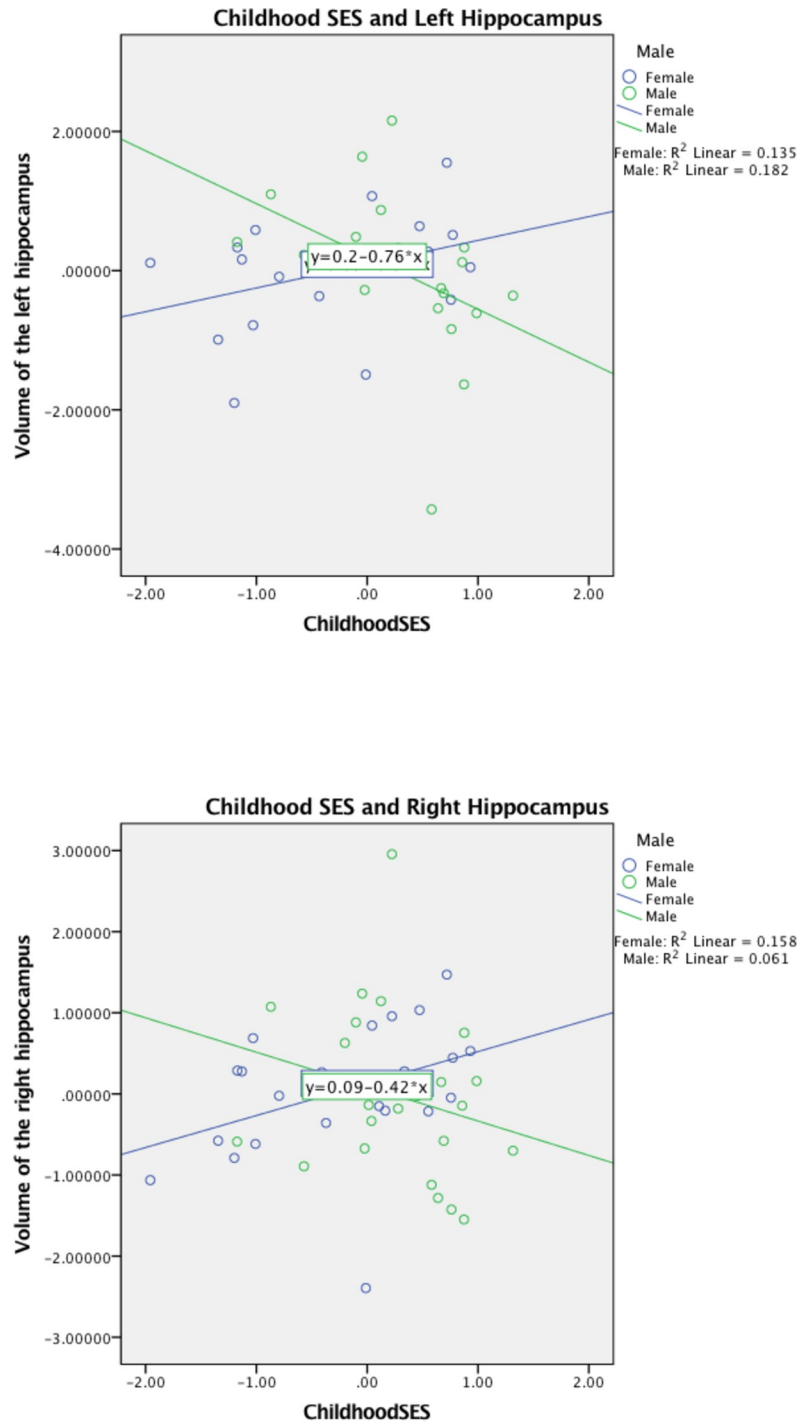 Childhood SES and Left Hippocampus
Male
Female
Male
Female
Male
Female: R² Linear = 0.135
Male: R² Linear = 0.182
Volume of the left hippocampus
2.00000
.00000
-2.00000
-4.00000
y=0.2-0.76*x
-2.00
-1.00
.00
1.00
2.00
ChildhoodSES
Childhood SES and Right Hippocampus
Male
Female
Male
Female
Male
Female: R² Linear = 0.158
Male: R² Linear = 0.061
Volume of the right hippocampus
3.00000
2.00000
1.00000
.00000
-1.00000
-2.00000
-3.00000
y=0.09-0.42*x
-2.00
-1.00
.00
1.00
2.00
ChildhoodSES